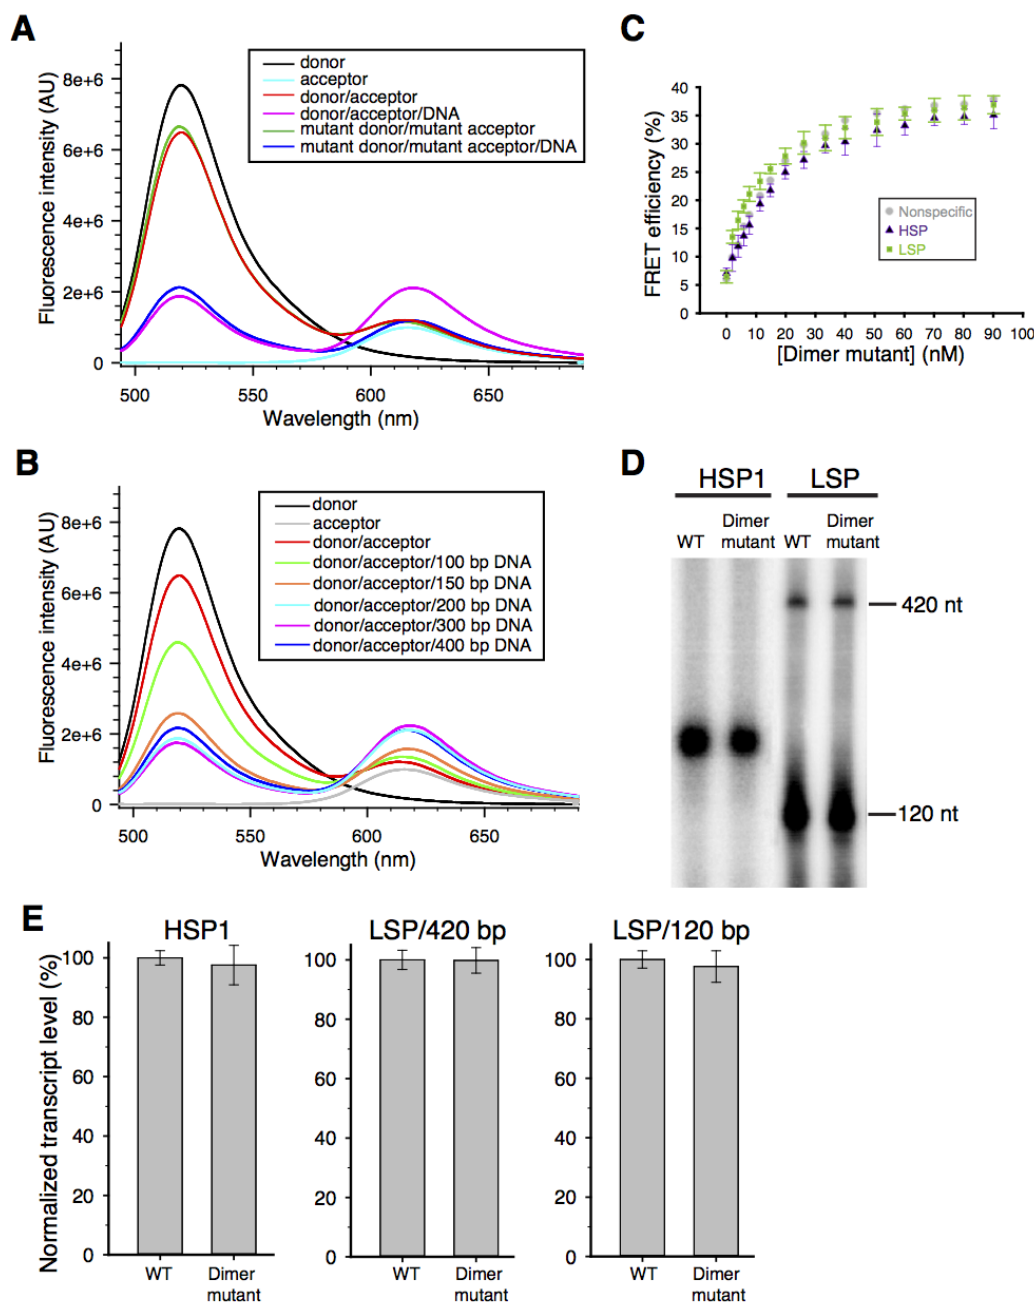 A
Fluorescence intensity (AU)
8e+6
6e+6
4e+6
2e+6
0
donor
acceptor
donor/acceptor
donor/acceptor/DNA
mutant donor/mutant acceptor
mutant donor/mutant acceptor/DNA
500 550 600 650
Wavelength (nm)
B
Fluorescence intensity (AU)
8e+6
6e+6
4e+6
2e+6
0
donor
acceptor
donor/acceptor
donor/acceptor/100 bp DNA
donor/acceptor/150 bp DNA
donor/acceptor/200 bp DNA
donor/acceptor/300 bp DNA
donor/acceptor/400 bp DNA
500 550 600 650
Wavelength (nm)
C
FRET efficiency (%)
40
35
30
25
20
15
10
5
0
Nonspecific
HSP
LSP
0 10 20 30 40 50 60 70 80 90 100
[Dimer mutant] (nM)
D
HSP1 LSP
WT Dimer mutant WT Dimer mutant
420 nt
120 nt
E
Normalized transcript level (%)
HSP1
100
80
60
40
20
0
WT Dimer mutant
LSP/420 bp
100
80
60
40
20
0
WT Dimer mutant
LSP/120 bp
100
80
60
40
20
0
WT Dimer mutant